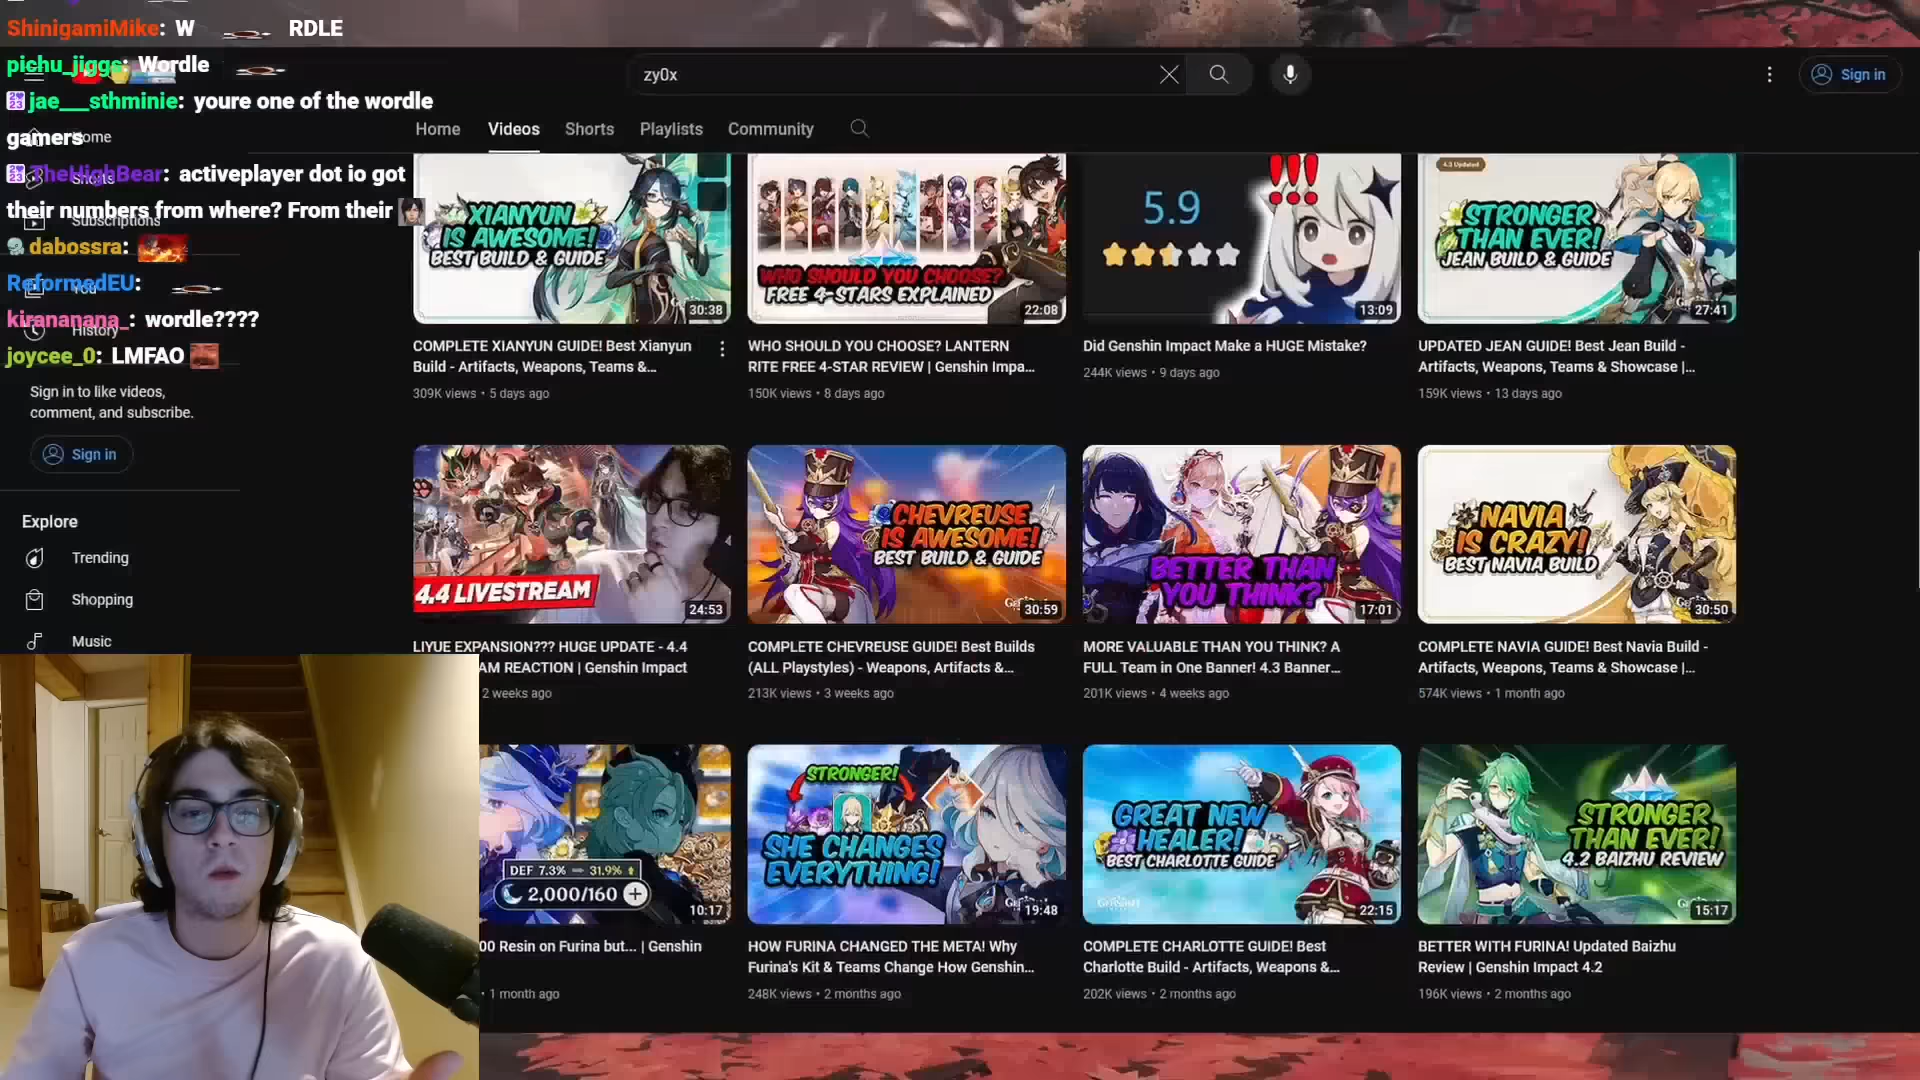 ShinigamiMike: W RDLE
pichu_jiggs: Wordle
jae___sthminie: youre one of the wordle
gamers
TheHighBear: activeplayer dot io got
their numbers from where? From their
dabossra:
ReformedEU:
kirananana_: wordle????
joycee_0: LMFAO
Home
Shorts
Subscriptions
You
History
Sign in to like videos,
comment, and subscribe.
Sign in
Explore
Trending
Shopping
Music
zy0x
Sign in
Home Videos Shorts Playlists Community
XIANYUN
IS AWESOME!
BEST BUILD & GUIDE
30:38
COMPLETE XIANYUN GUIDE! Best Xianyun
Build - Artifacts, Weapons, Teams &...
309K views • 5 days ago
WHO SHOULD YOU CHOOSE?
FREE 4-STARS EXPLAINED
22:08
WHO SHOULD YOU CHOOSE? LANTERN
RITE FREE 4-STAR REVIEW | Genshin Impa...
150K views • 8 days ago
5.9
!!!
13:09
Did Genshin Impact Make a HUGE Mistake?
244K views • 9 days ago
4.3 Updated
STRONGER
THAN EVER!
JEAN BUILD & GUIDE
27:41
UPDATED JEAN GUIDE! Best Jean Build -
Artifacts, Weapons, Teams & Showcase |...
159K views • 13 days ago
4.4 LIVESTREAM
24:53
LIYUE EXPANSION??? HUGE UPDATE - 4.4
AM REACTION | Genshin Impact
2 weeks ago
CHEVREUSE
IS AWESOME!
BEST BUILD & GUIDE
30:59
COMPLETE CHEVREUSE GUIDE! Best Builds
(ALL Playstyles) - Weapons, Artifacts &...
213K views • 3 weeks ago
BETTER THAN
YOU THINK?
17:01
MORE VALUABLE THAN YOU THINK? A
FULL Team in One Banner! 4.3 Banner...
201K views • 4 weeks ago
NAVIA
IS CRAZY!
BEST NAVIA BUILD
30:50
COMPLETE NAVIA GUIDE! Best Navia Build -
Artifacts, Weapons, Teams & Showcase |...
574K views • 1 month ago
DEF 7.3% 31.9%
2,000/160
10:17
00 Resin on Furina but... | Genshin
• 1 month ago
STRONGER!
SHE CHANGES
EVERYTHING!
19:48
HOW FURINA CHANGED THE META! Why
Furina's Kit & Teams Change How Genshin...
248K views • 2 months ago
GREAT NEW
HEALER!
BEST CHARLOTTE GUIDE
22:15
COMPLETE CHARLOTTE GUIDE! Best
Charlotte Build - Artifacts, Weapons &...
202K views • 2 months ago
STRONGER
THAN EVER!
4.2 BAIZHU REVIEW
15:17
BETTER WITH FURINA! Updated Baizhu
Review | Genshin Impact 4.2
196K views • 2 months ago